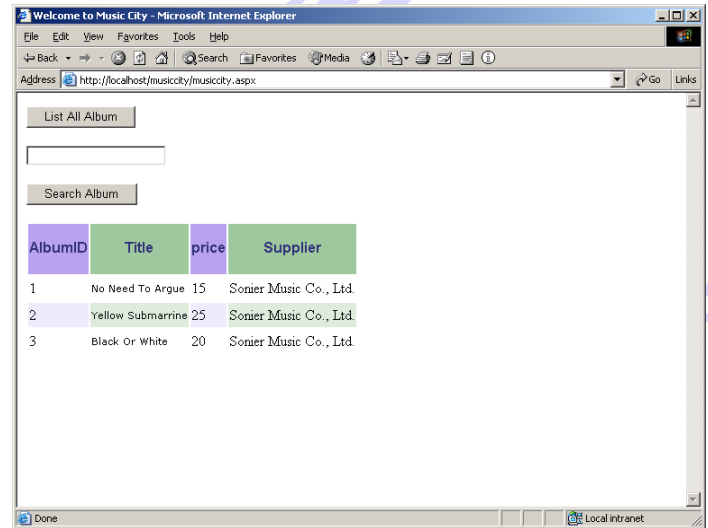 Welcome to Music City - Microsoft Internet Explorer
File Edit View Favorites Tools Help
Back Search Favorites Media
Address http://localhost/musiccity/musiccity.aspx Go Links
List All Album
Search Album
AlbumID Title price Supplier
1 No Need To Argue 15 Sonier Music Co., Ltd.
2 Yellow Submarrine 25 Sonier Music Co., Ltd.
3 Black Or White 20 Sonier Music Co., Ltd.
Done Local intranet